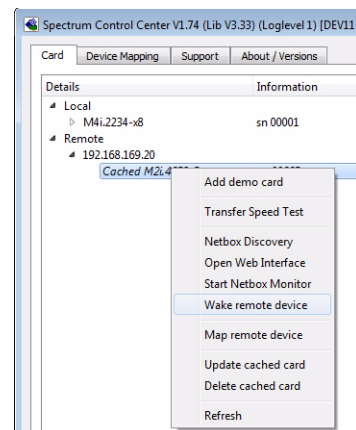 Spectrum Control Center V1.74 (Lib V3.33) (Loglevel 1) [DEV11
Card Device Mapping Support About / Versions
Details Information
Local
M4i.2234-x8 sn 00001
Remote
192.168.169.20
Cached M2i.4
Add demo card
Transfer Speed Test
Netbox Discovery
Open Web Interface
Start Netbox Monitor
Wake remote device
Map remote device
Update cached card
Delete cached card
Refresh